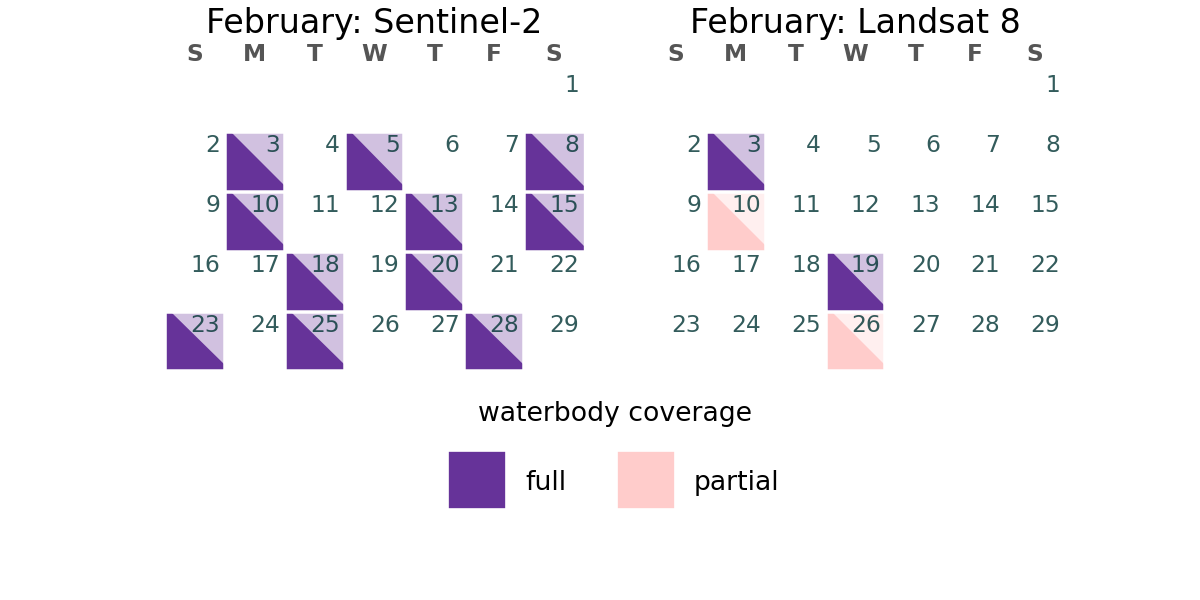 February: Sentinel-2
S M T W T F S
1
2 3 4 5 6 7 8
9 10 11 12 13 14 15
16 17 18 19 20 21 22
23 24 25 26 27 28 29
February: Landsat 8
S M T W T F S
1
2 3 4 5 6 7 8
9 10 11 12 13 14 15
16 17 18 19 20 21 22
23 24 25 26 27 28 29
waterbody coverage
full
partial